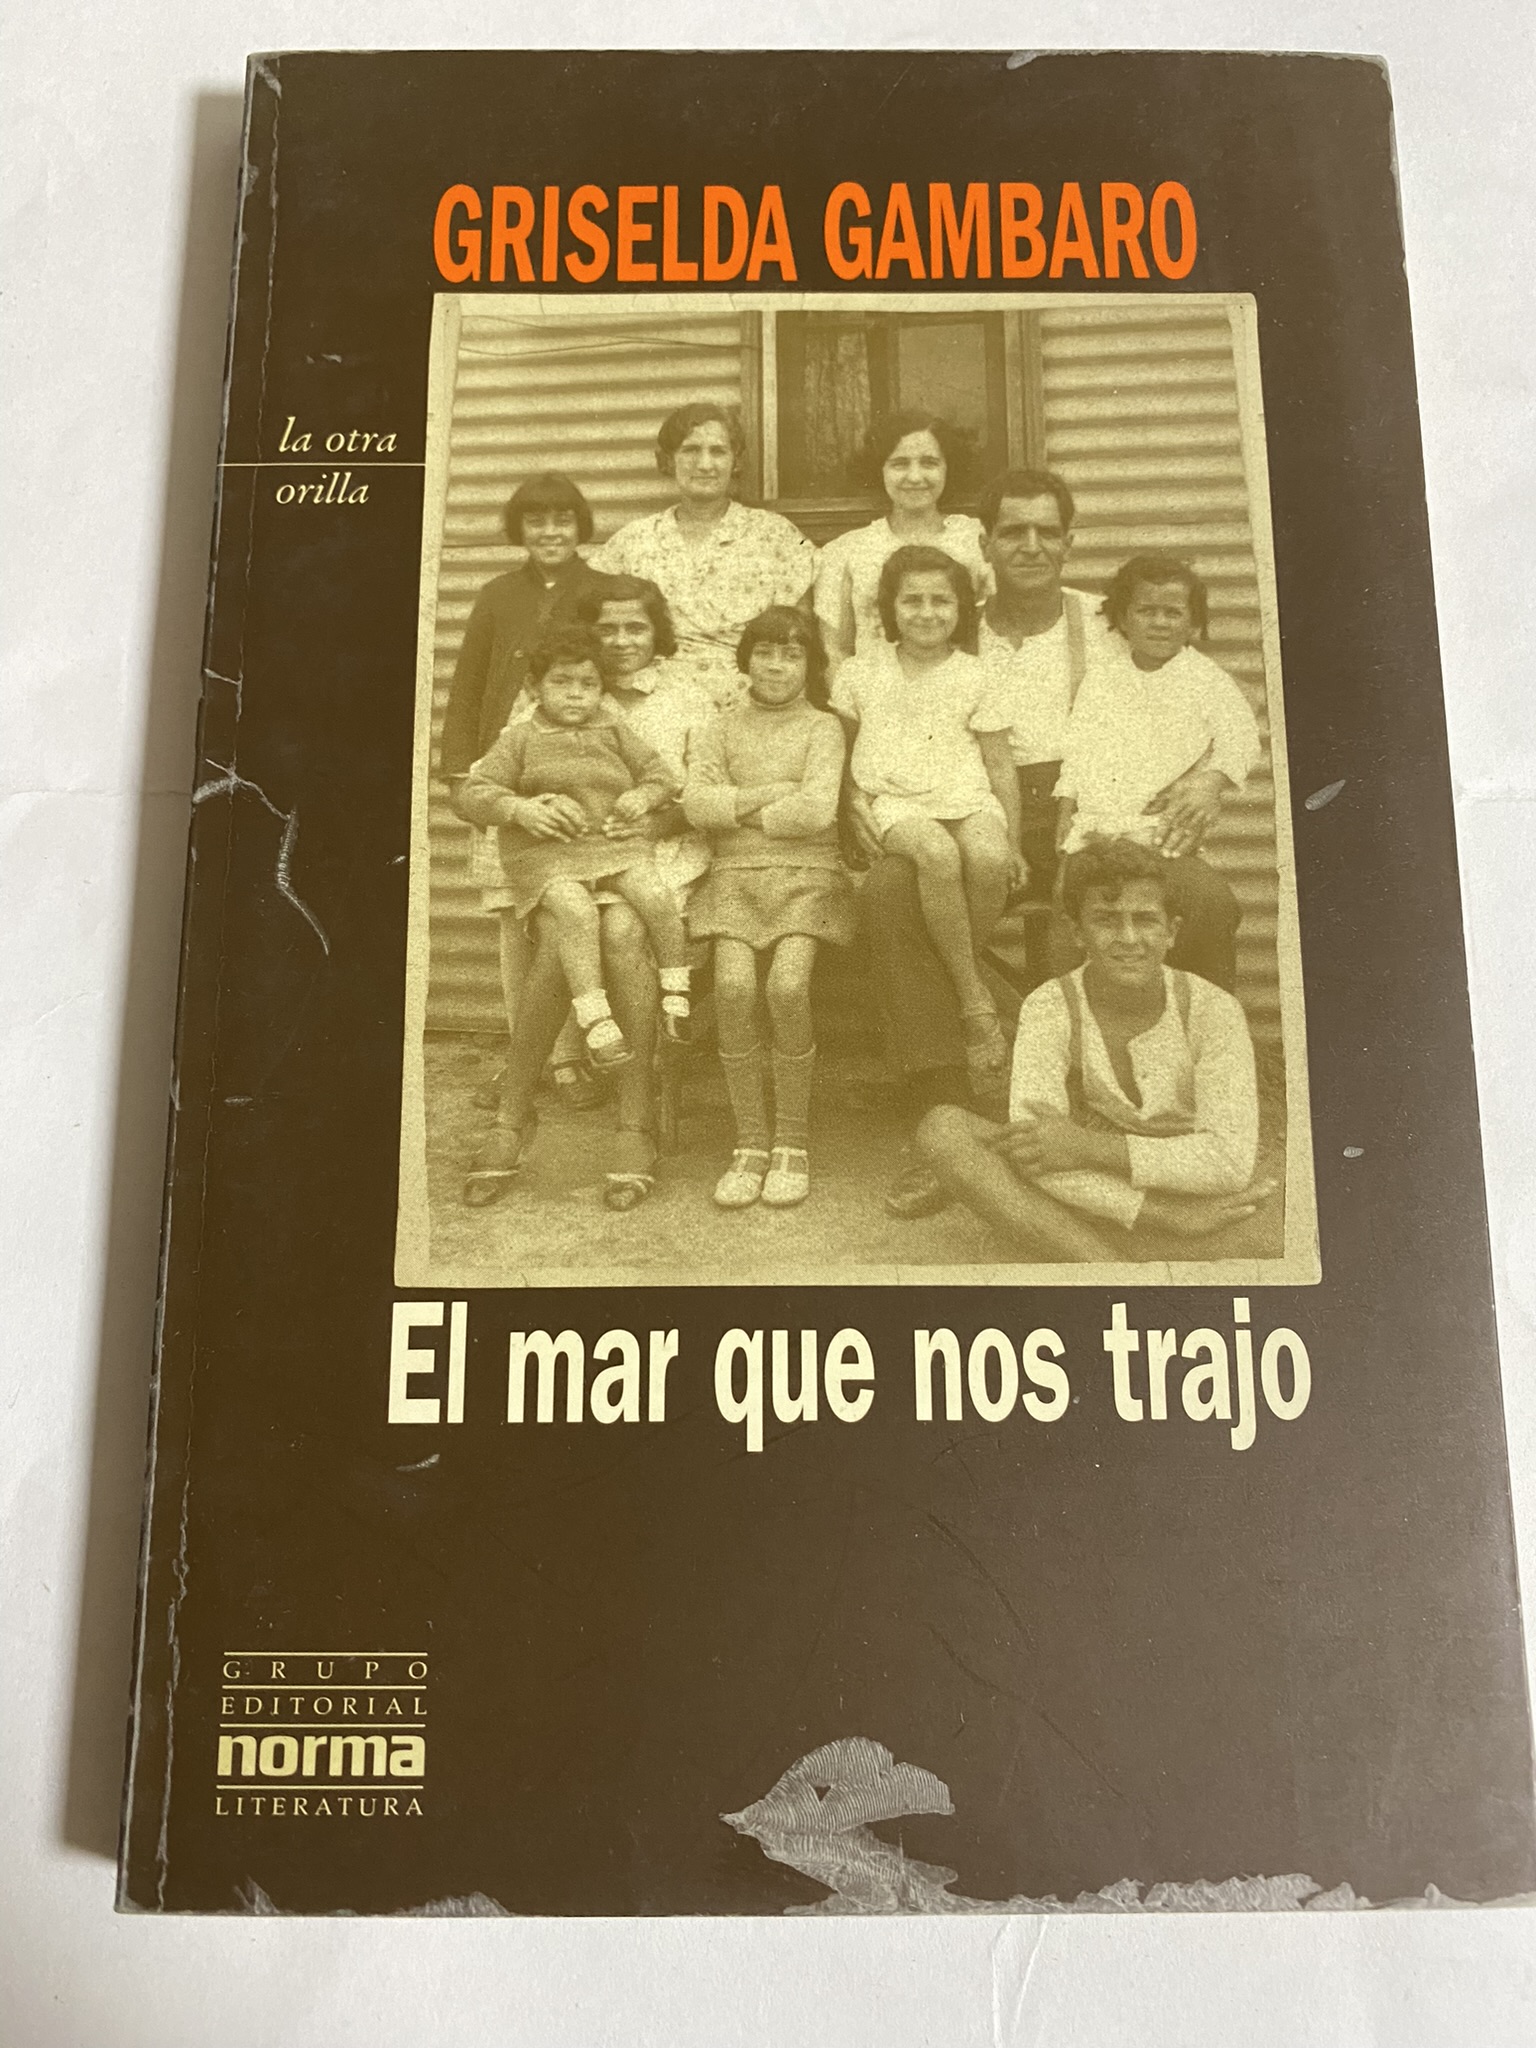 GRISELDA GAMBARO
la otra
orilla
El mar que nos trajo
GRUPO
EDITORIAL
norma
LITERATURA